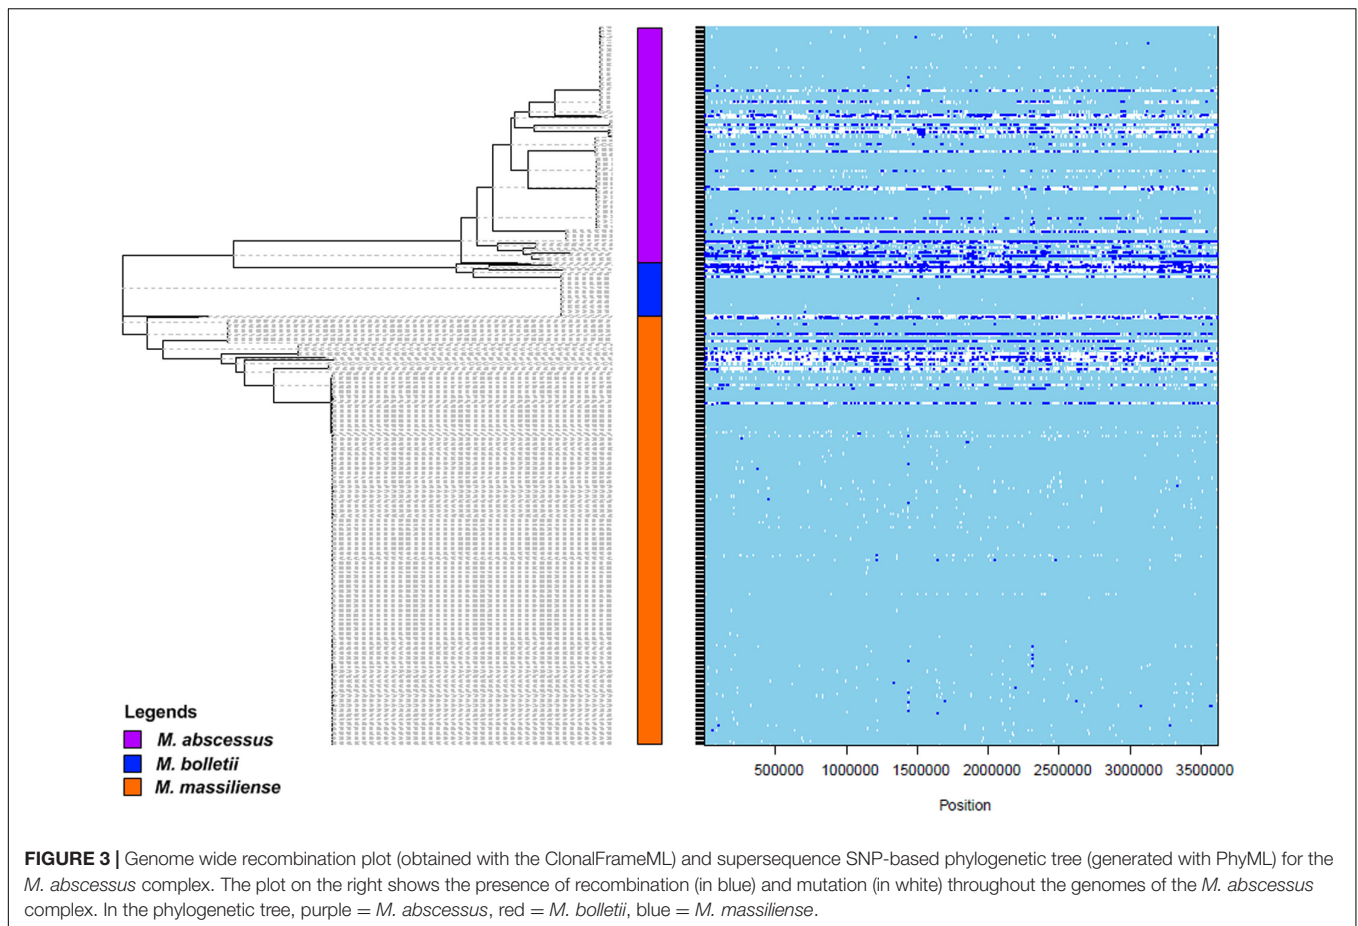 Legends
M. abscessus
M. bolletii
M. massiliense
500000 1000000 1500000 2000000 2500000 3000000 3500000
Position
FIGURE 3 | Genome wide recombination plot (obtained with the ClonalFrameML) and supersequence SNP-based phylogenetic tree (generated with PhyML) for the
M. abscessus complex. The plot on the right shows the presence of recombination (in blue) and mutation (in white) throughout the genomes of the M. abscessus
complex. In the phylogenetic tree, purple = M. abscessus, red = M. bolletii, blue = M. massiliense.